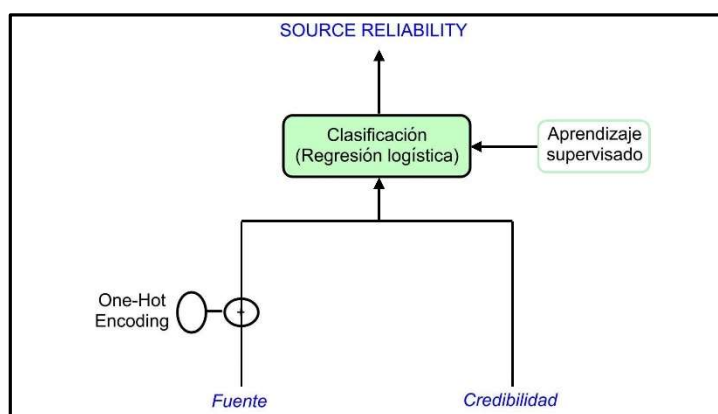 SOURCE RELIABILITY
Clasificación
(Regresión logística)
Aprendizaje
supervisado
One-Hot
Encoding
+
Fuente
Credibilidad